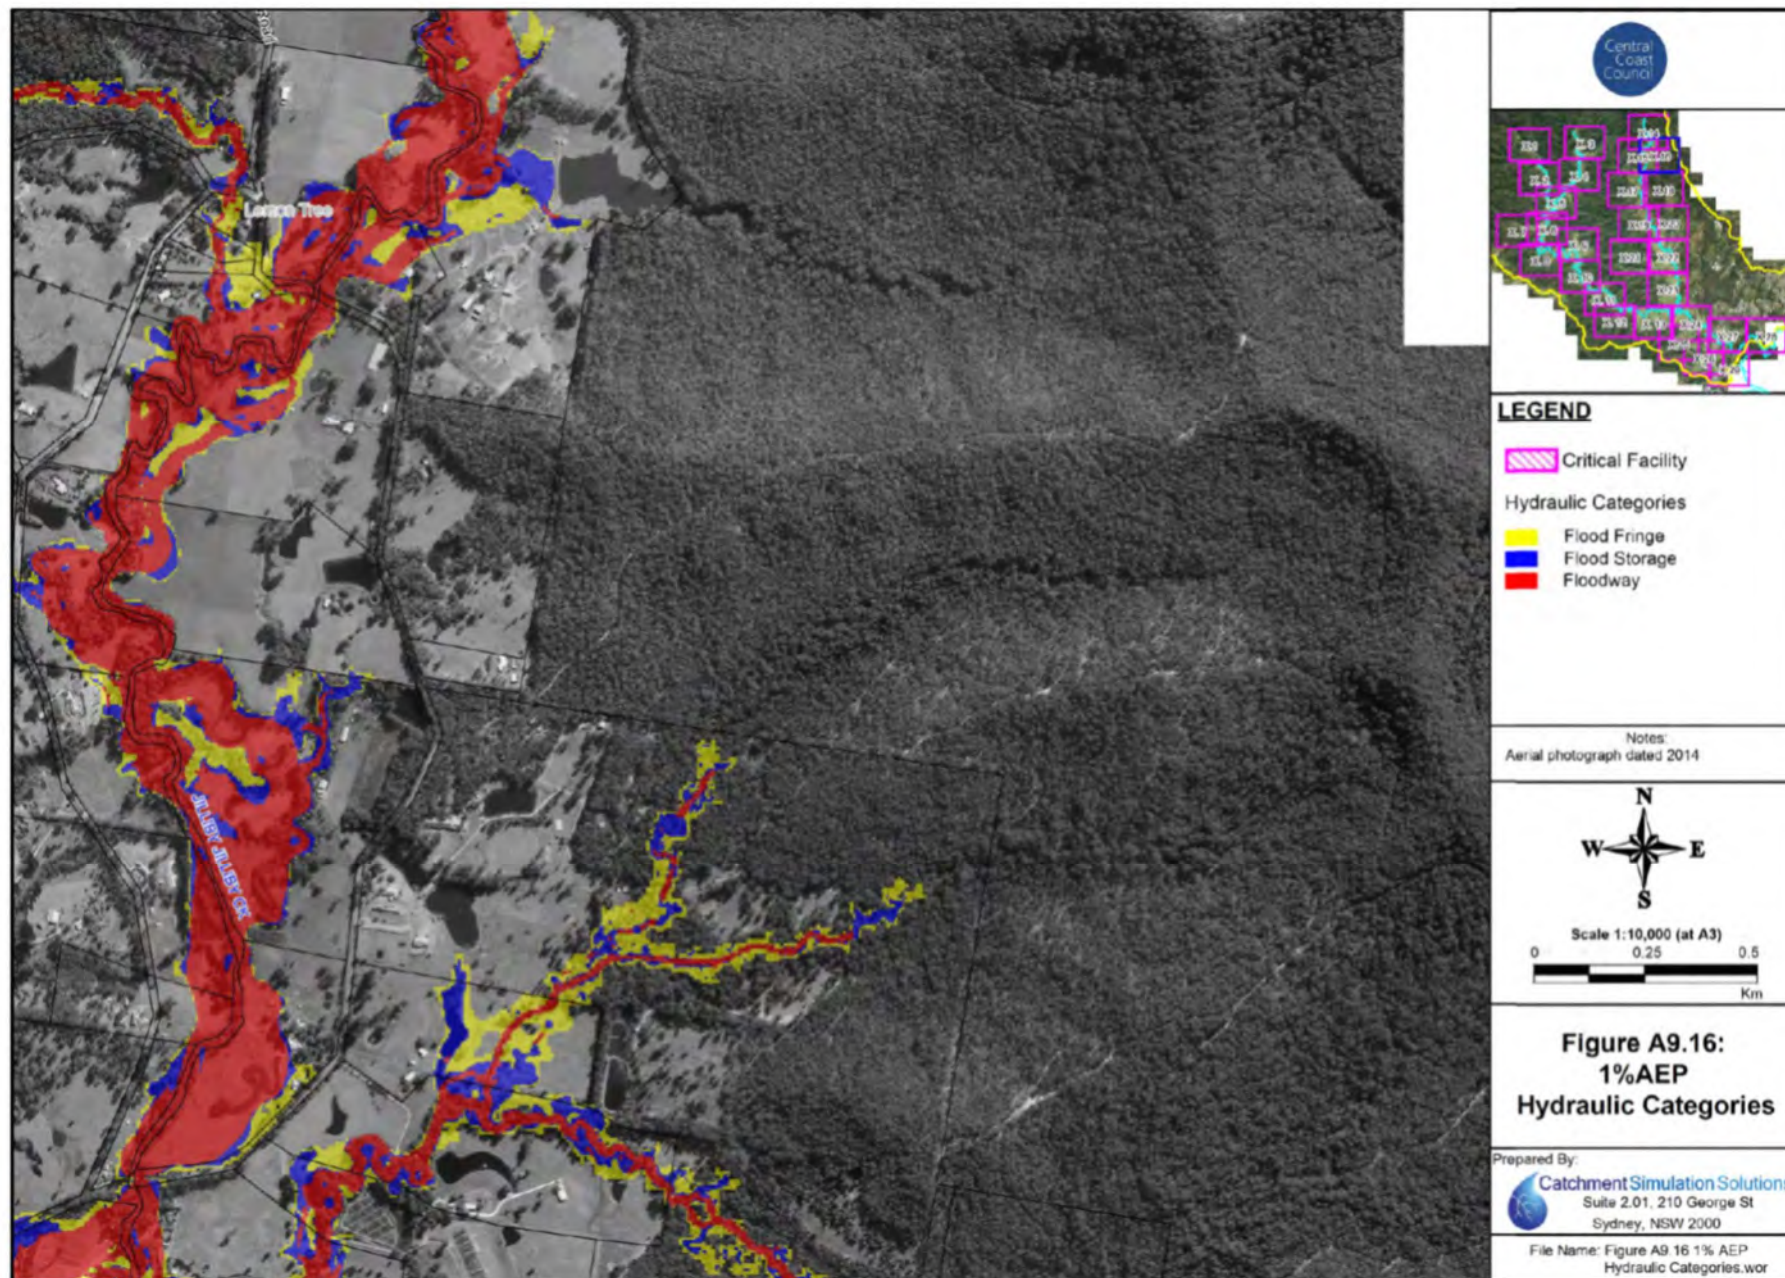 Road
Lemon Tree
JILLIBY JILLIBY CK
Central
Coast
Council
LEGEND
Critical Facility
Hydraulic Categories
Flood Fringe
Flood Storage
Floodway
Notes:
Aerial photograph dated 2014
N
W E
S
Scale 1:10,000 (at A3)
0 0.25 0.5
Km
Figure A9.16:
1%AEP
Hydraulic Categories
Prepared By:
Catchment Simulation Solutions
Suite 2.01, 210 George St
Sydney, NSW 2000
File Name: Figure A9.16 1% AEP
Hydraulic Categories.wor